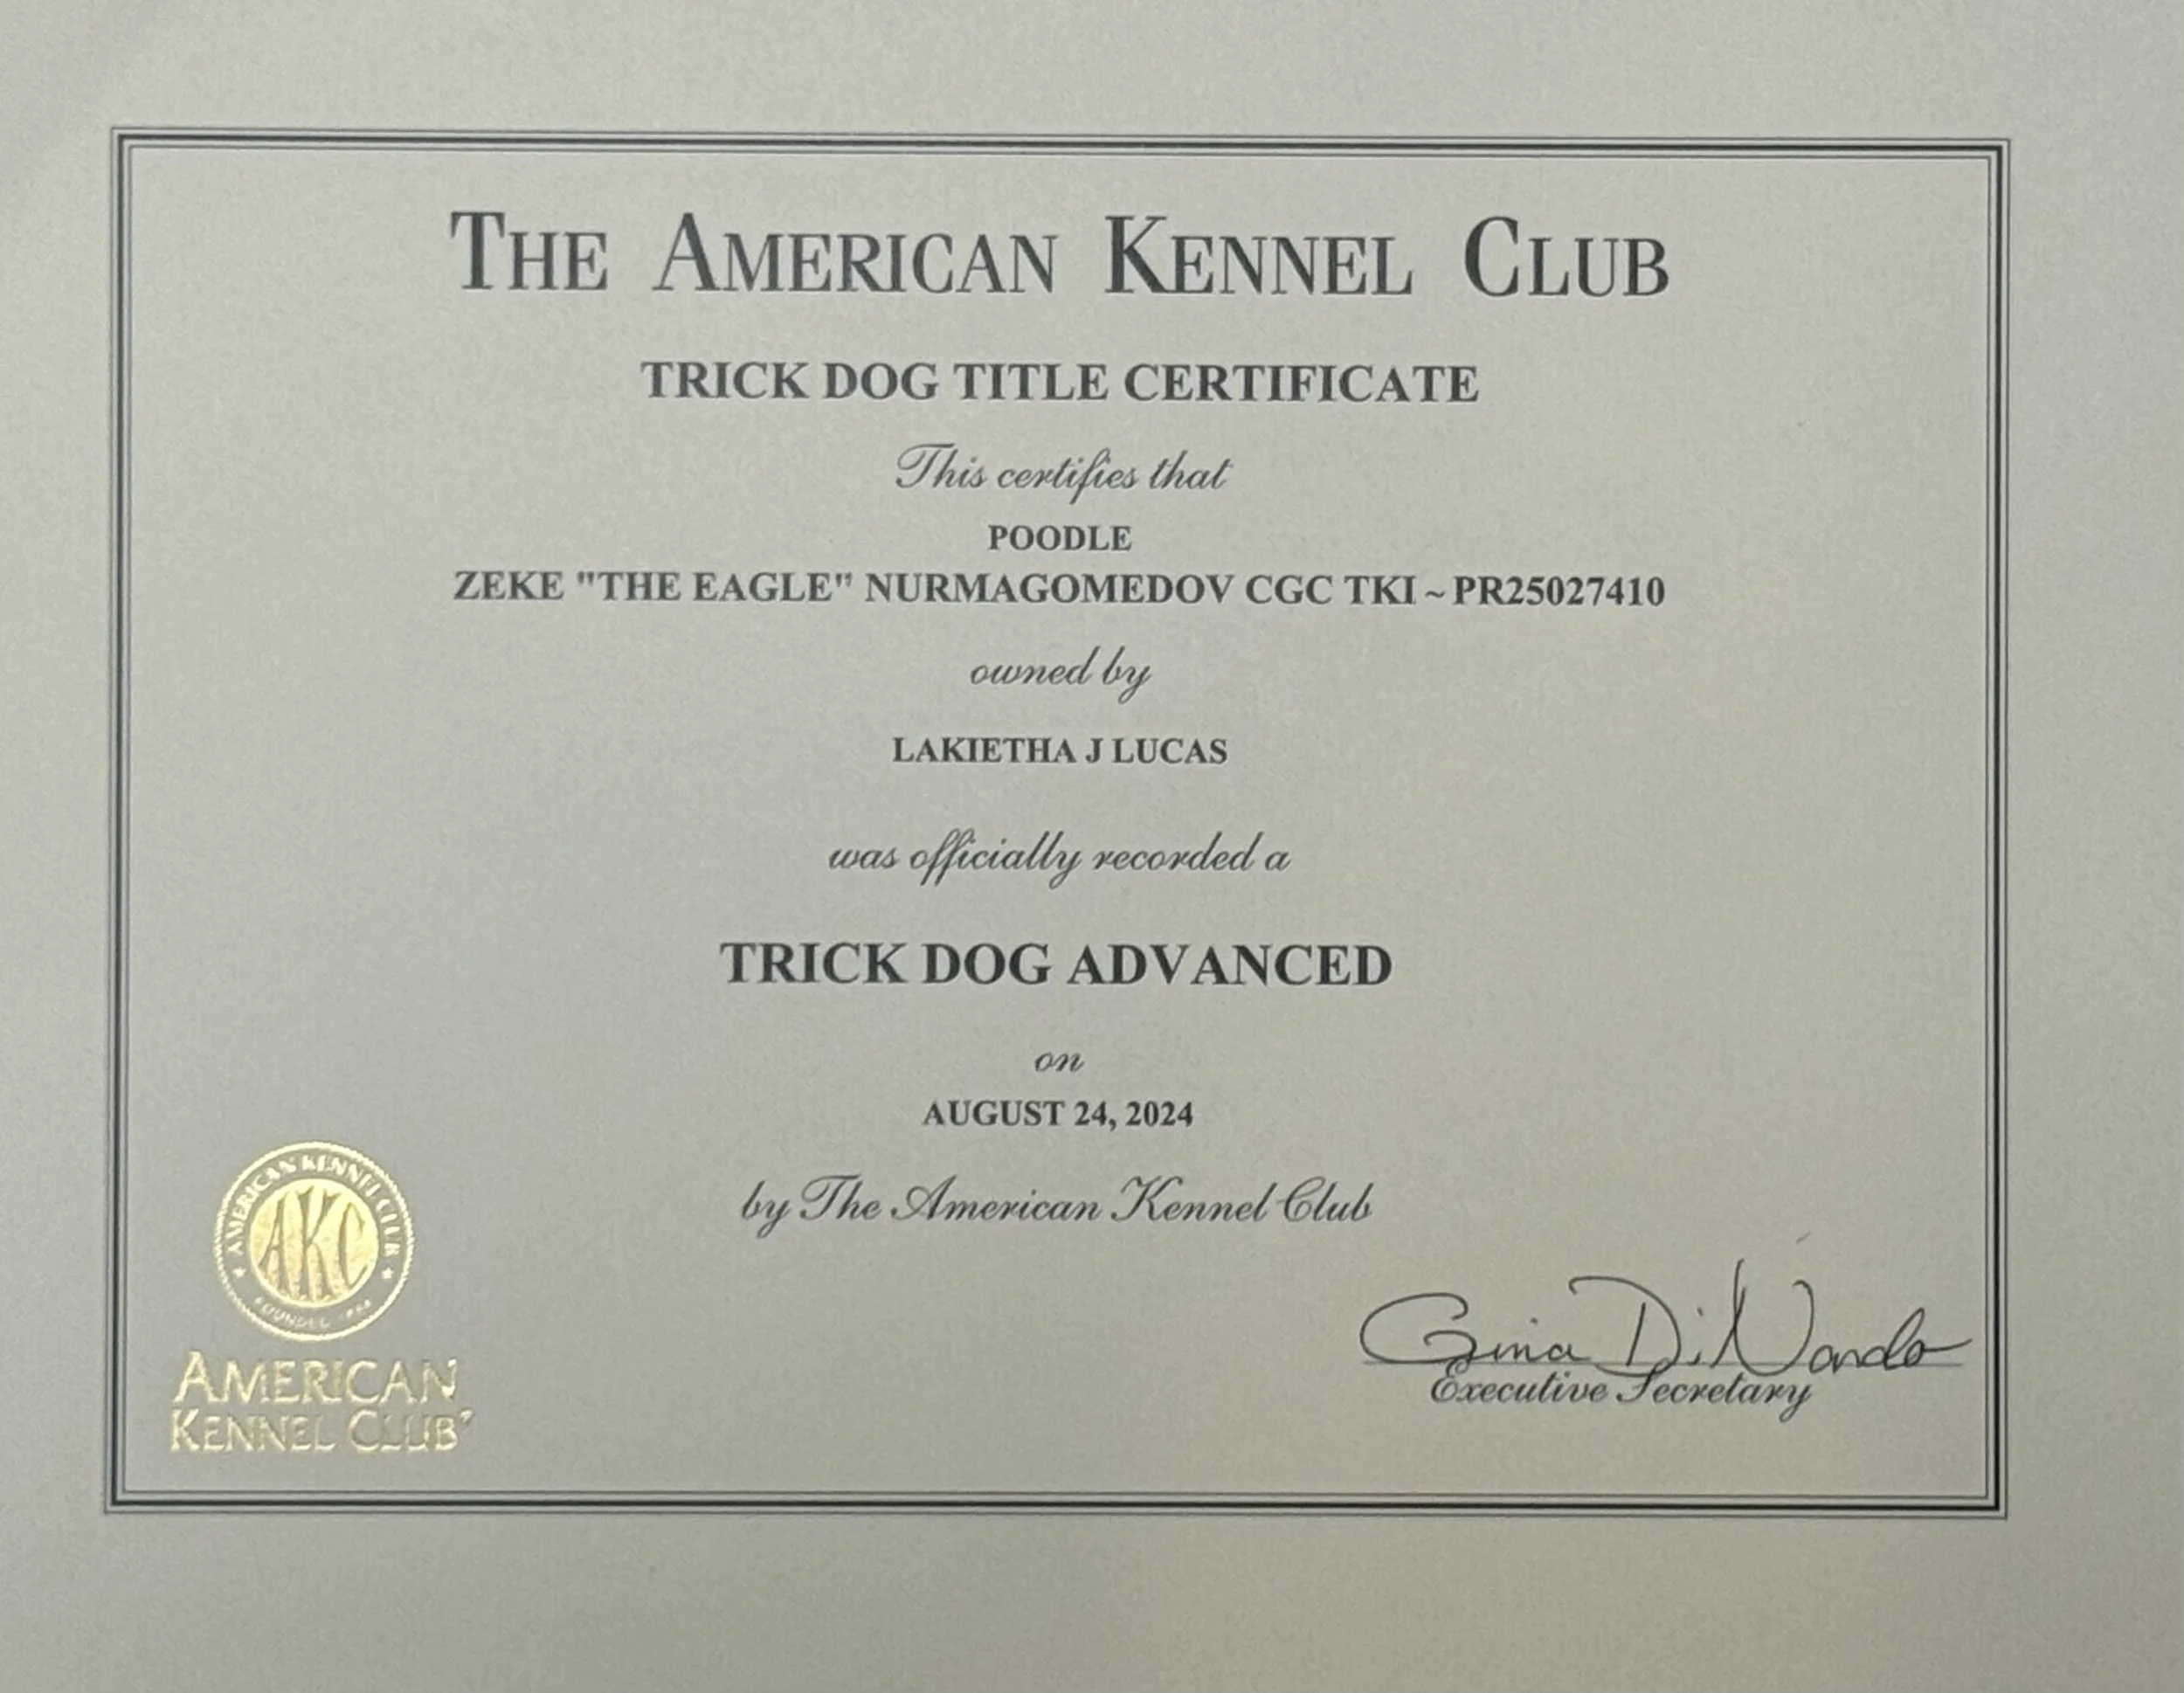 THE AMERICAN KENNEL CLUB
TRICK DOG TITLE CERTIFICATE
This certifies that
POODLE
ZEKE "THE EAGLE" NURMAGOMEDOV CGC TKI ~ PR25027410
owned by
LAKIETHA J LUCAS
was officially recorded a
TRICK DOG ADVANCED
on
AUGUST 24, 2024
by The American Kennel Club
AMERICAN KENNEL CLUB
AKC
FOUNDED
AMERICAN
KENNEL CLUB
Gina DiNardo
Executive Secretary